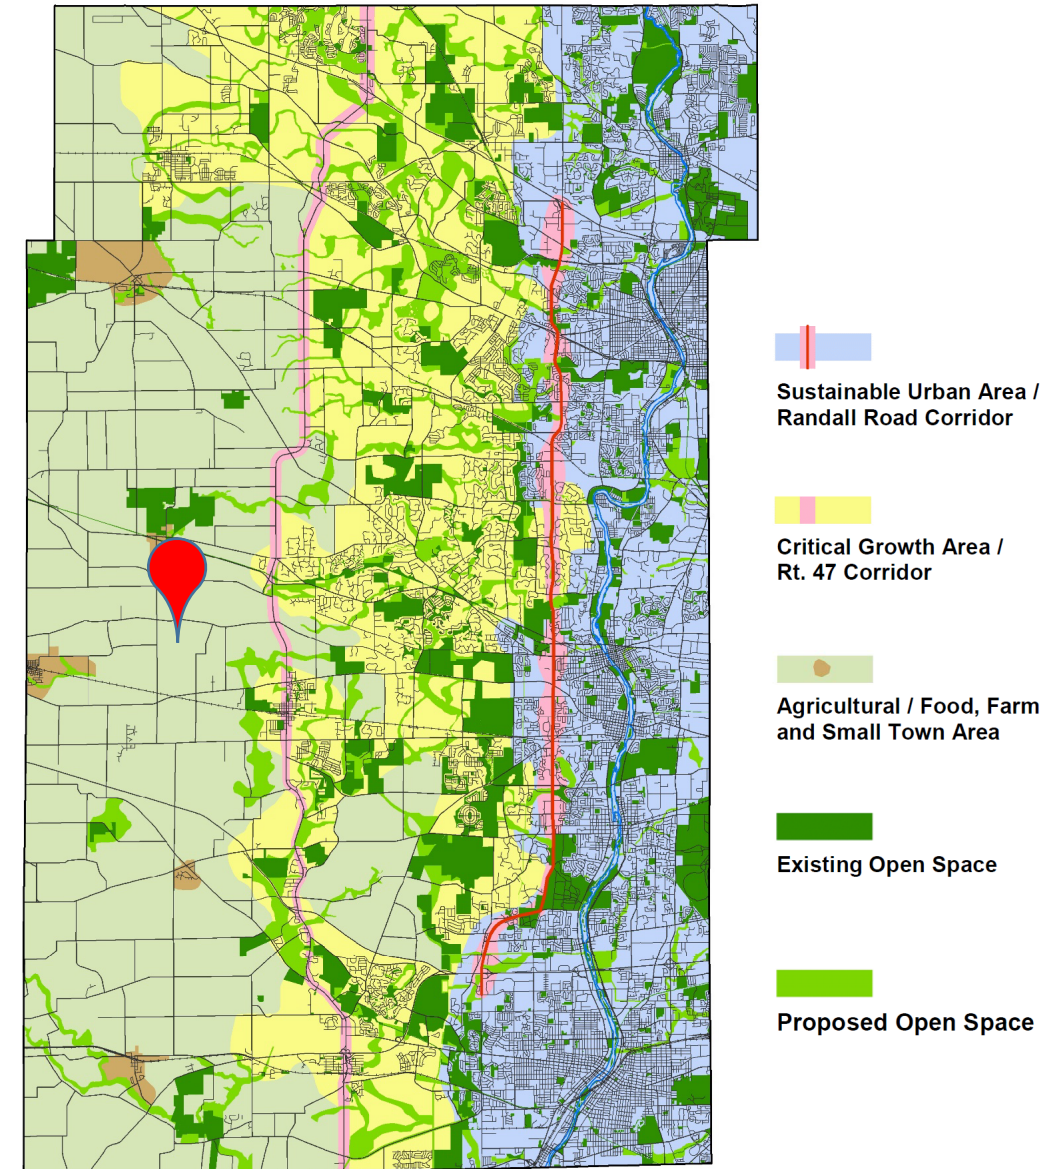 Sustainable Urban Area /
Randall Road Corridor
Critical Growth Area /
Rt. 47 Corridor
Agricultural / Food, Farm
and Small Town Area
Existing Open Space
Proposed Open Space